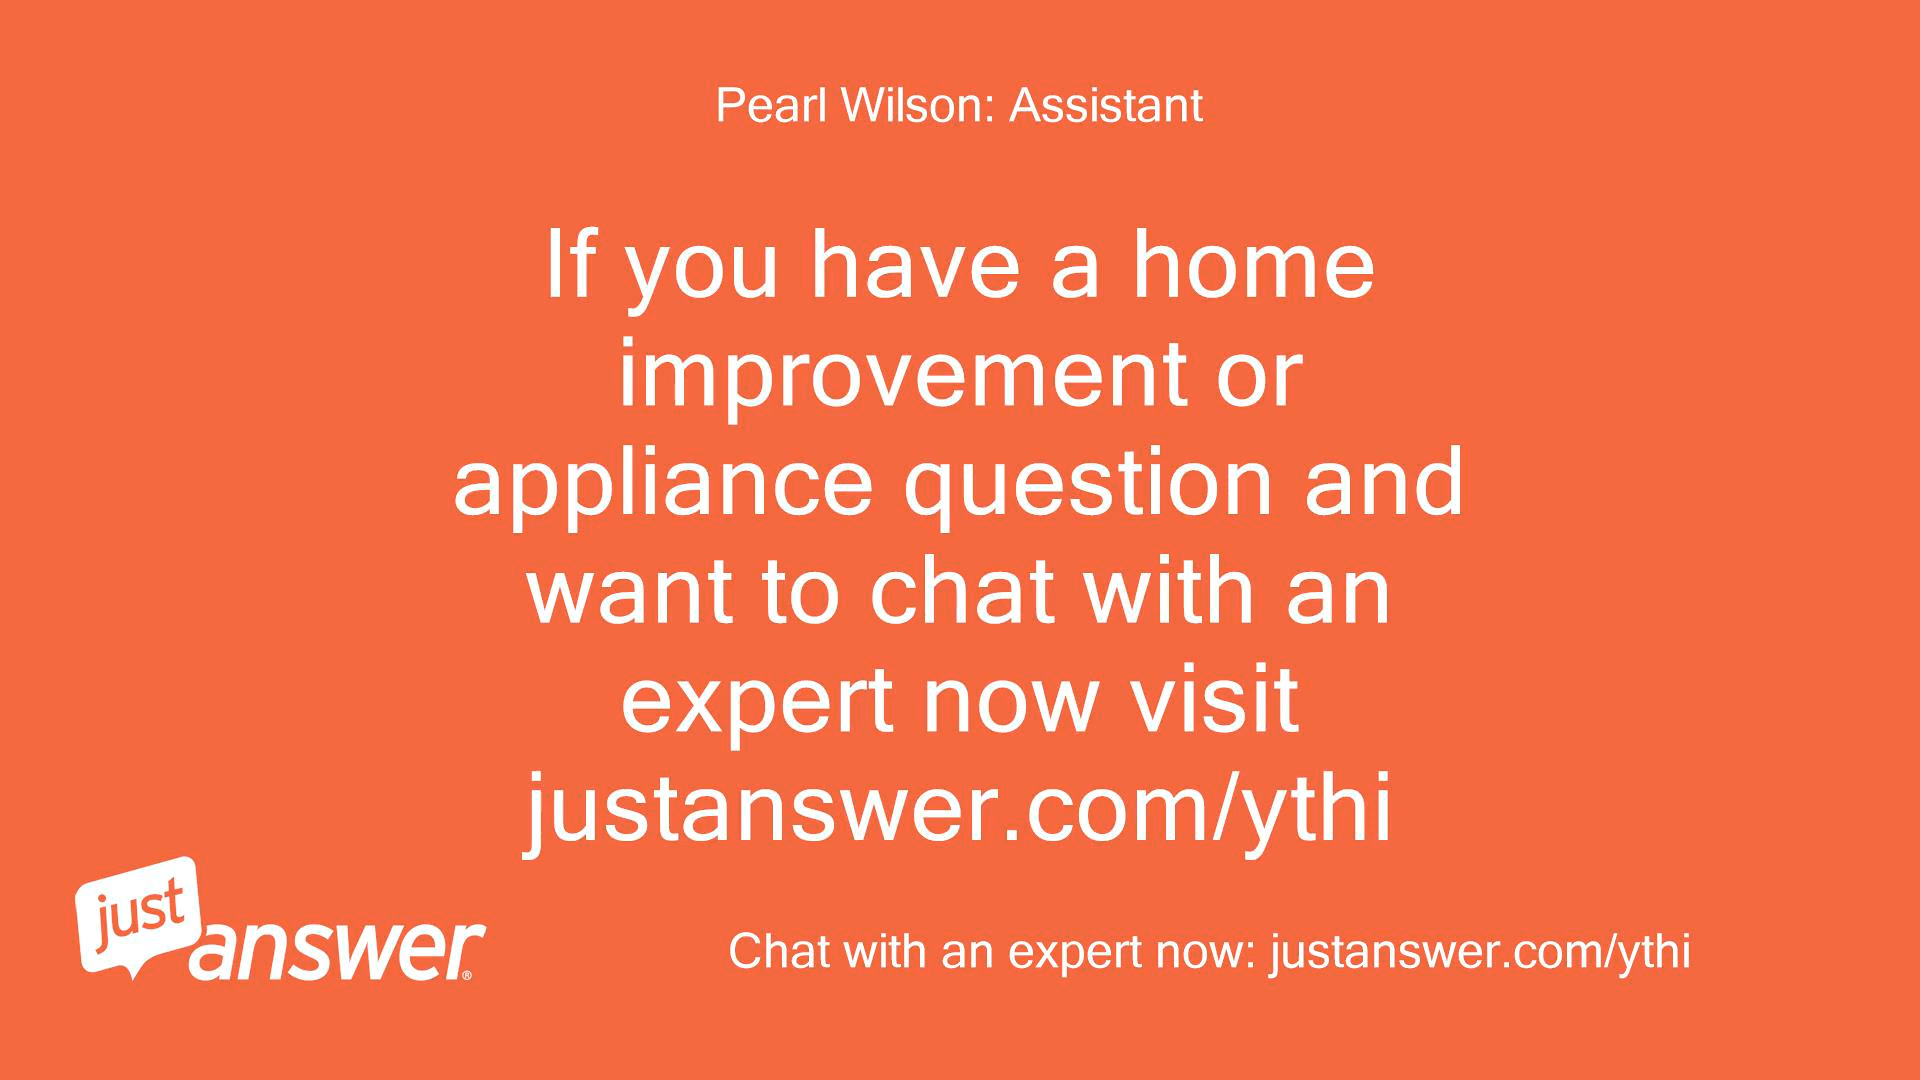 Pearl Wilson: Assistant
If you have a home
improvement or
appliance question and
want to chat with an
expert now visit
justanswer.com/ythi
just
answer®
Chat with an expert now: justanswer.com/ythi